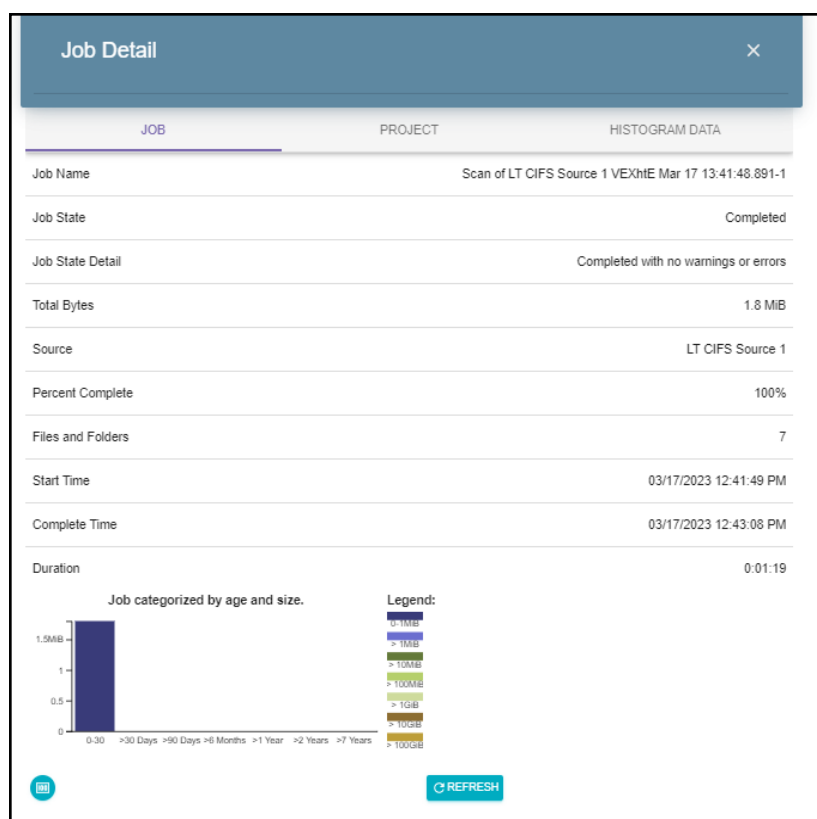 Job Detail
JOB PROJECT HISTOGRAM DATA
Job Name Scan of LT CIFS Source 1 VEXhtE Mar 17 13:41:48.891-1
Job State Completed
Job State Detail Completed with no warnings or errors
Total Bytes 1.8 MiB
Source LT CIFS Source 1
Percent Complete 100%
Files and Folders 7
Start Time 03/17/2023 12:41:49 PM
Complete Time 03/17/2023 12:43:08 PM
Duration 0:01:19
Job categorized by age and size.
1.5MiB
1
0.5
0
0-30 >30 Days >90 Days >6 Months >1 Year >2 Years >7 Years
Legend:
0-1MiB
> 1MiB
> 10MiB
> 100MiB
> 1GiB
> 10GiB
> 100GiB
REFRESH